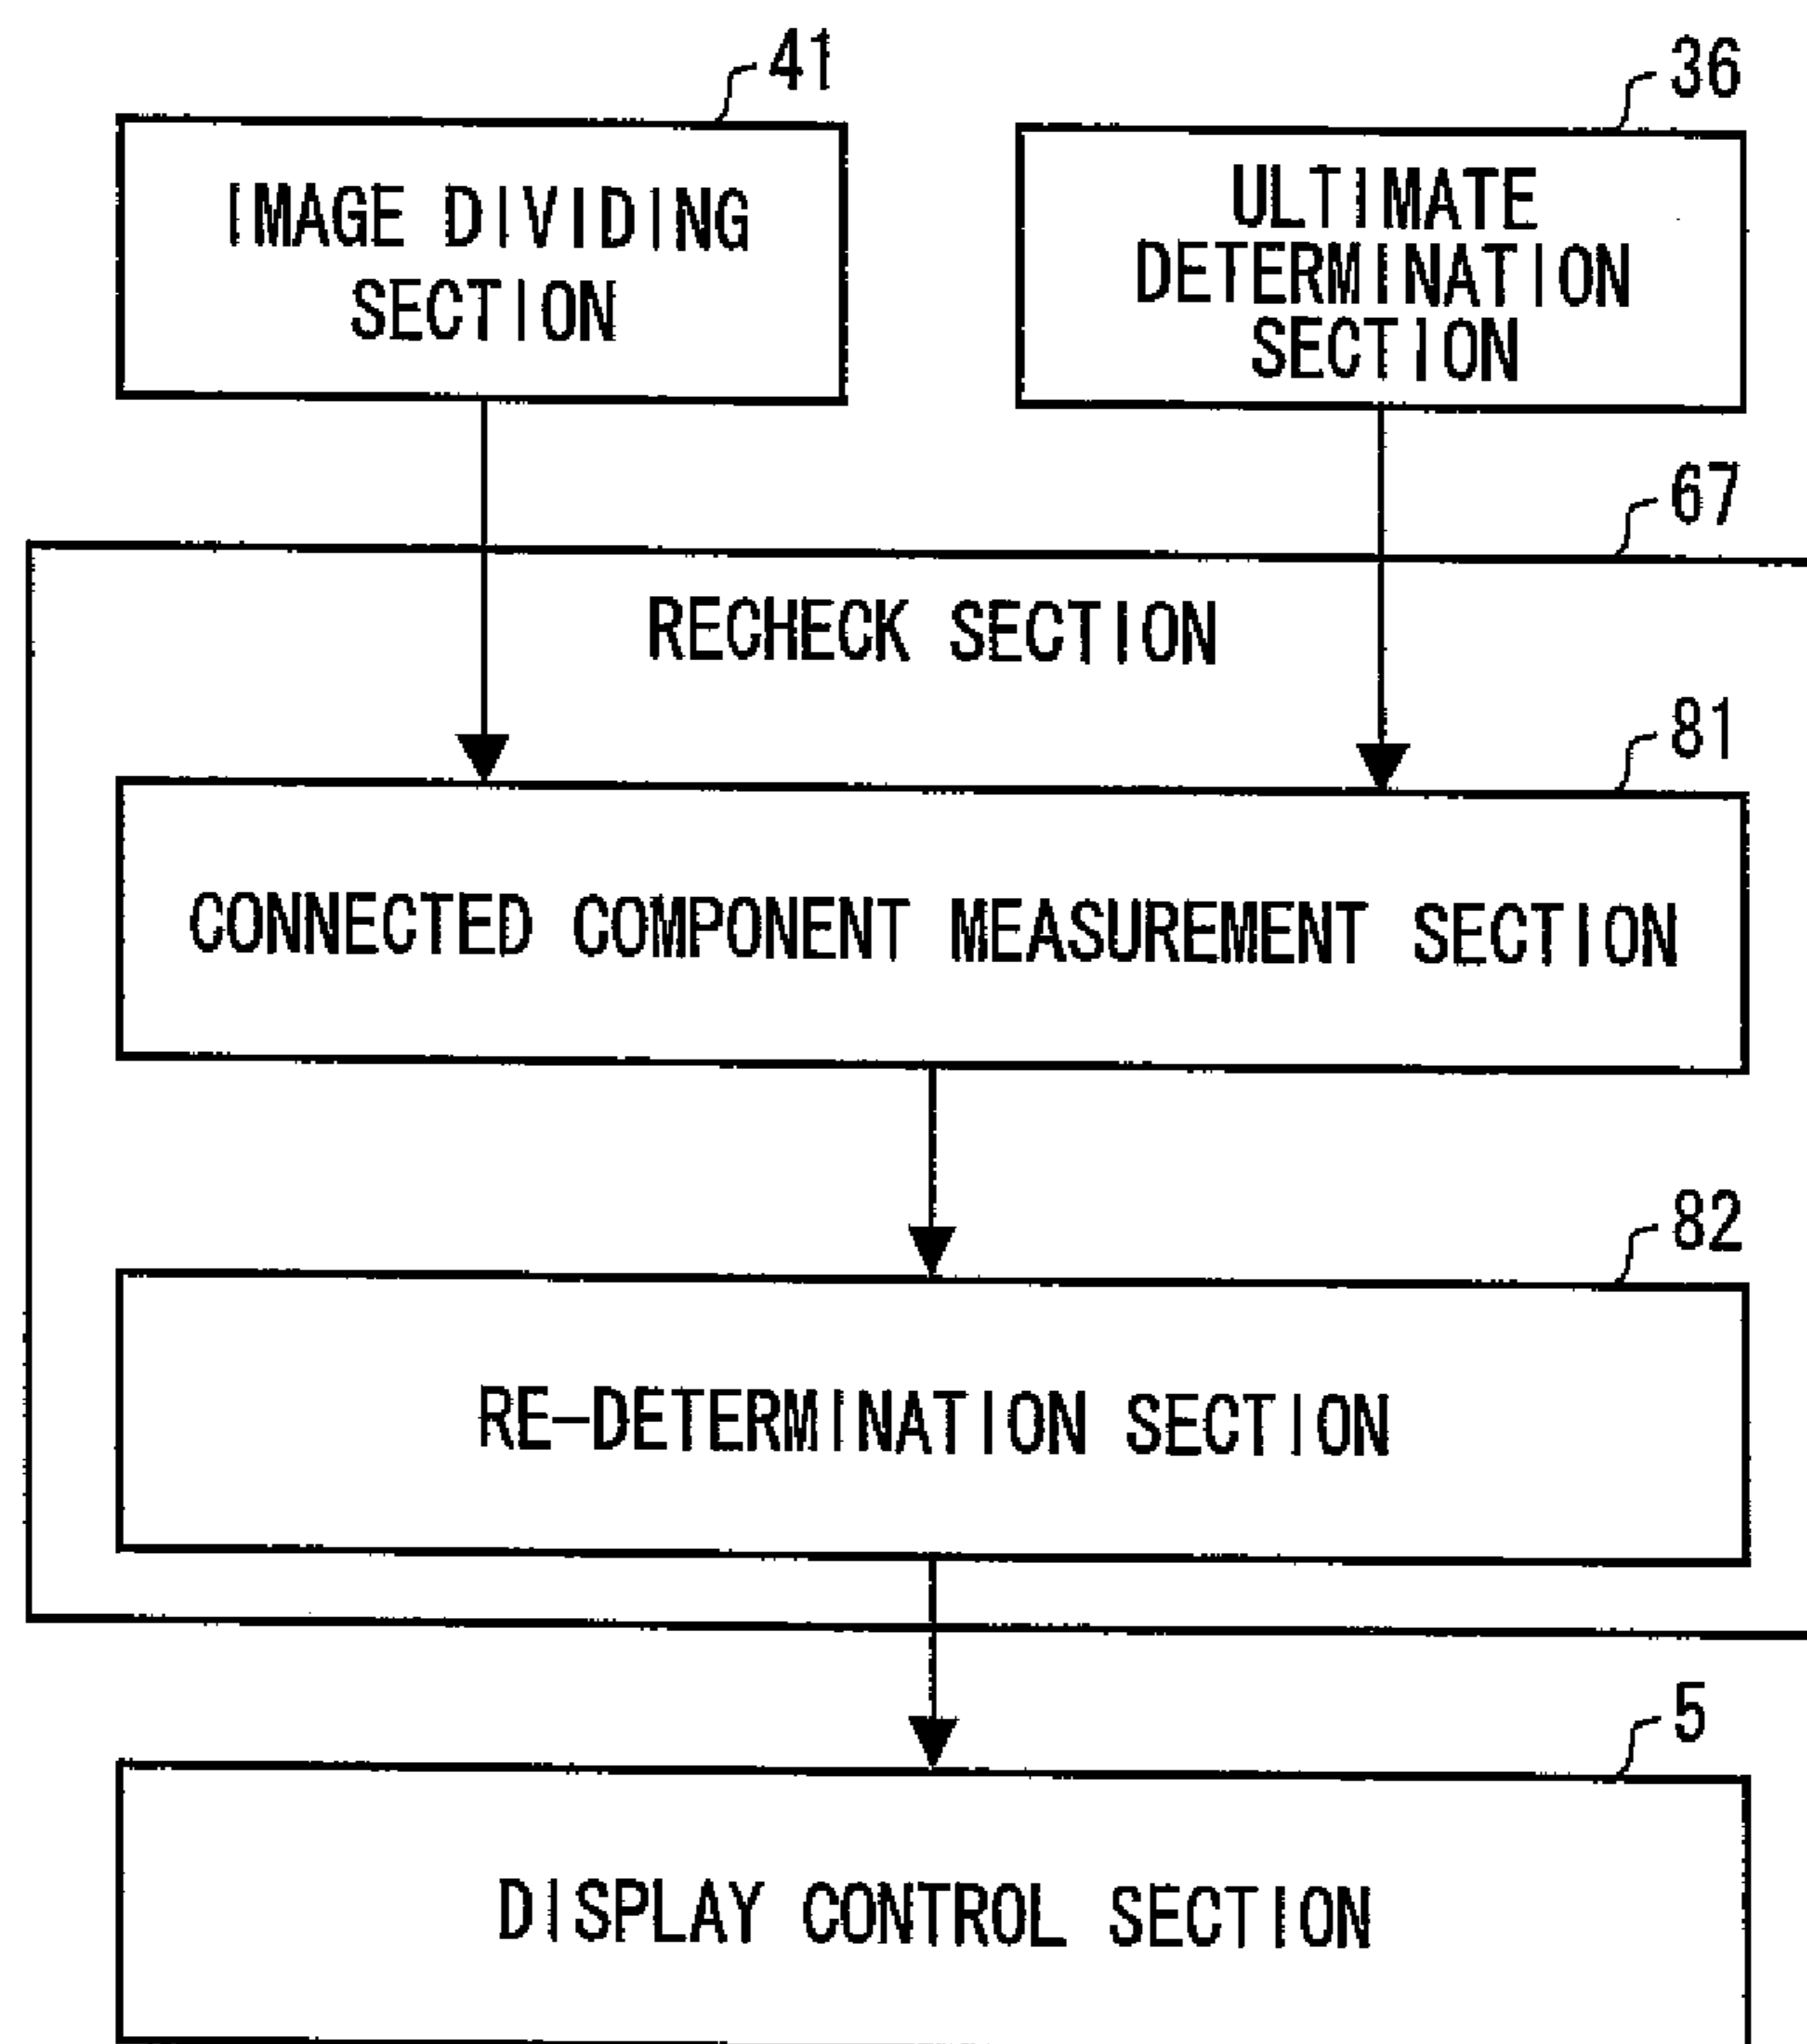 41
36
IMAGE DIVIDING
SECTION
ULTIMATE
DETERMINATION
SECTION
67
RECHECK SECTION
81
CONNECTED COMPONENT MEASUREMENT SECTION
82
RE-DETERMINATION SECTION
5
DISPLAY CONTROL SECTION